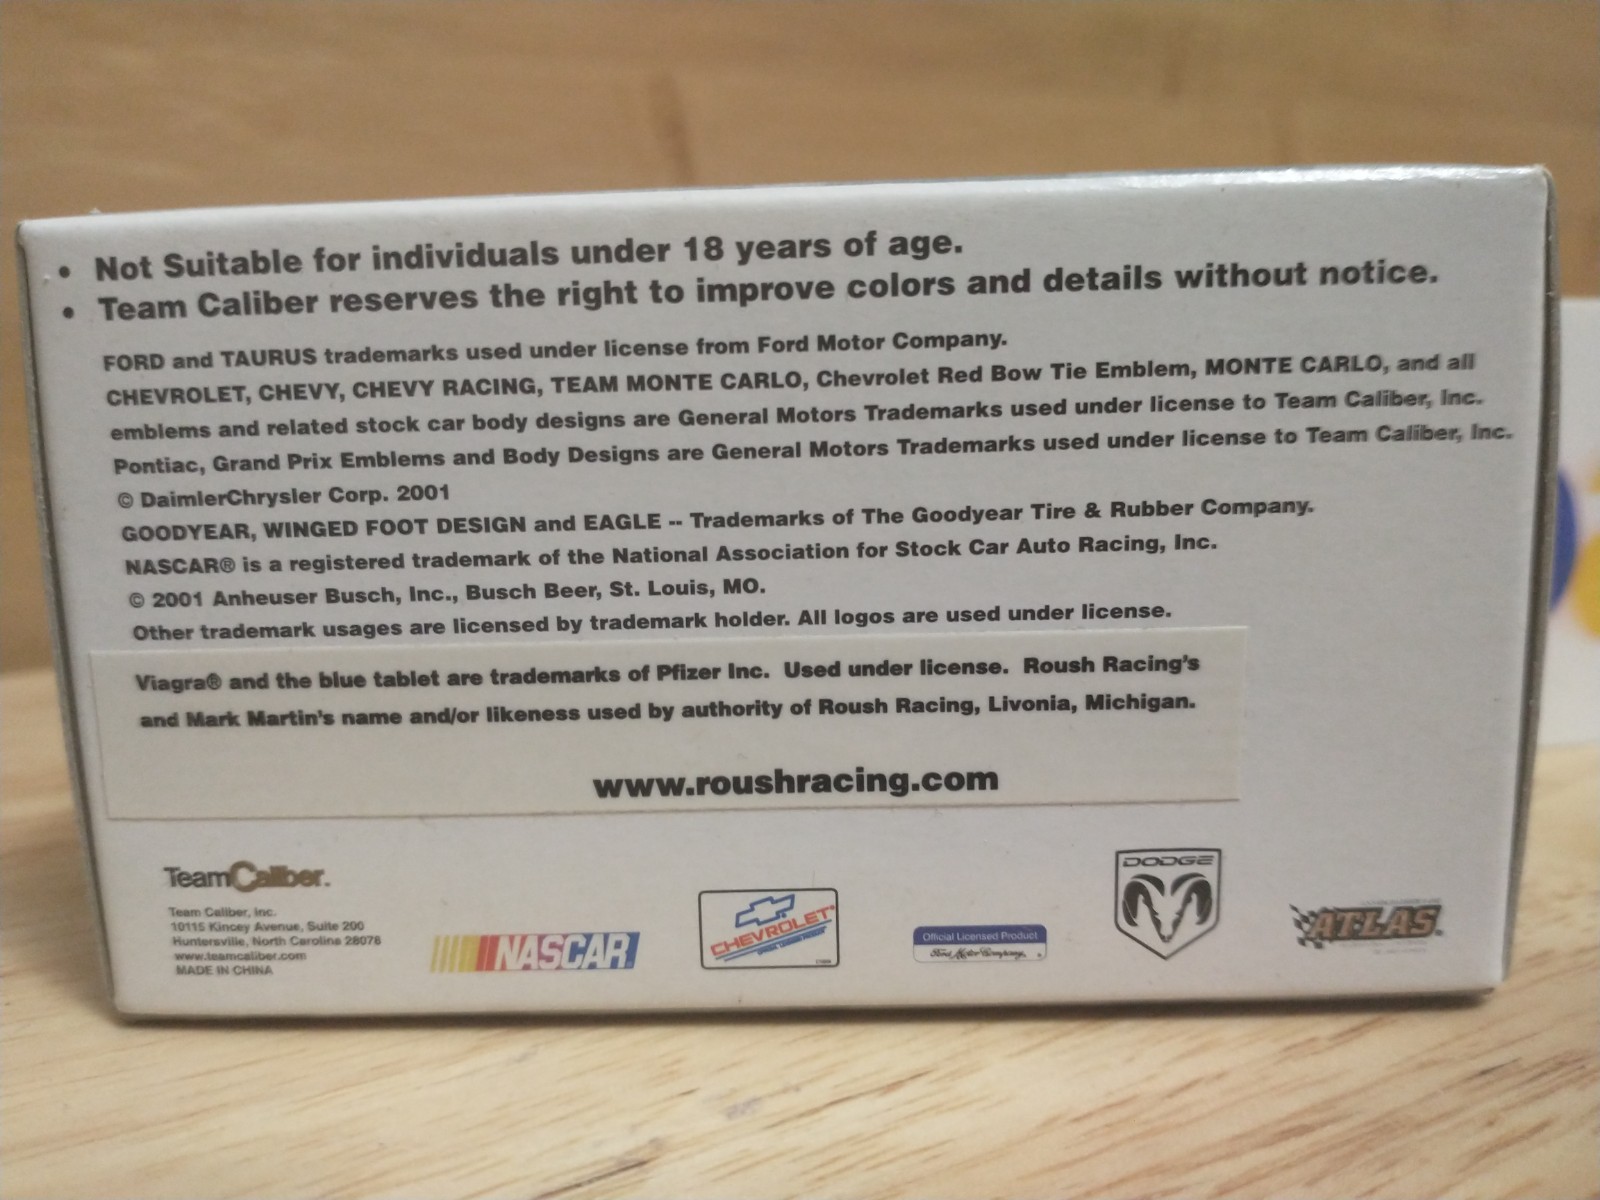 • Not Suitable for individuals under 18 years of age.
• Team Caliber reserves the right to improve colors and details without notice.
FORD and TAURUS trademarks used under license from Ford Motor Company.
CHEVROLET, CHEVY, CHEVY RACING, TEAM MONTE CARLO, Chevrolet Red Bow Tie Emblem, MONTE CARLO, and all
emblems and related stock car body designs are General Motors Trademarks used under license to Team Caliber, Inc.
Pontiac, Grand Prix Emblems and Body Designs are General Motors Trademarks used under license to Team Caliber, Inc.
© DaimlerChrysler Corp. 2001
GOODYEAR, WINGED FOOT DESIGN and EAGLE -- Trademarks of The Goodyear Tire & Rubber Company.
NASCAR® is a registered trademark of the National Association for Stock Car Auto Racing, Inc.
© 2001 Anheuser Busch, Inc., Busch Beer, St. Louis, MO.
Other trademark usages are licensed by trademark holder. All logos are used under license.
Viagra® and the blue tablet are trademarks of Pfizer Inc. Used under license. Roush Racing's
and Mark Martin's name and/or likeness used by authority of Roush Racing, Livonia, Michigan.
www.roushracing.com
TeamCaliber.
Team Caliber, Inc.
10115 Kincey Avenue, Suite 200
Huntersville, North Carolina 28078
www.teamcaliber.com
MADE IN CHINA
NASCAR
CHEVROLET
Official Licensed Product
Ford Motor Company
DODGE
ATLAS